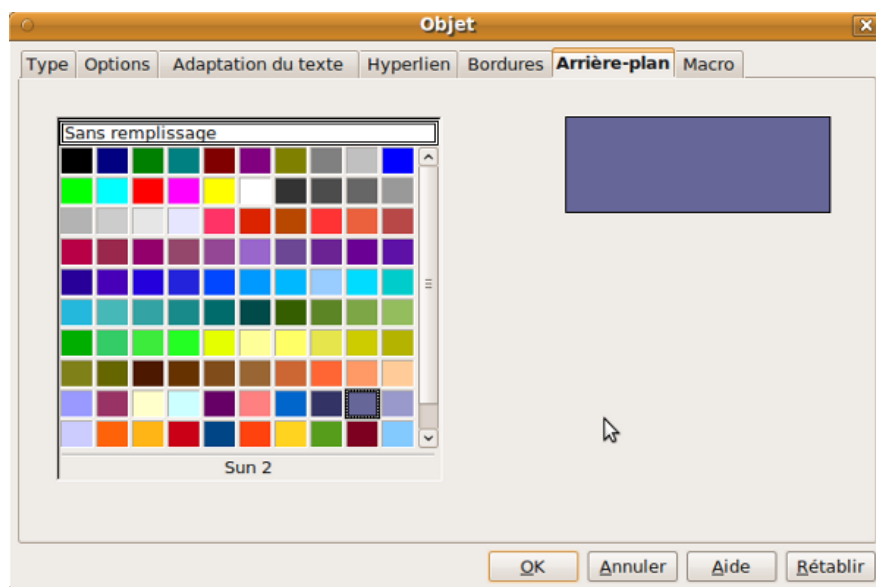 Objet
Type Options Adaptation du texte Hyperlien Bordures Arrière-plan Macro
Sans remplissage
Sun 2
OK Annuler Aide Rétablir